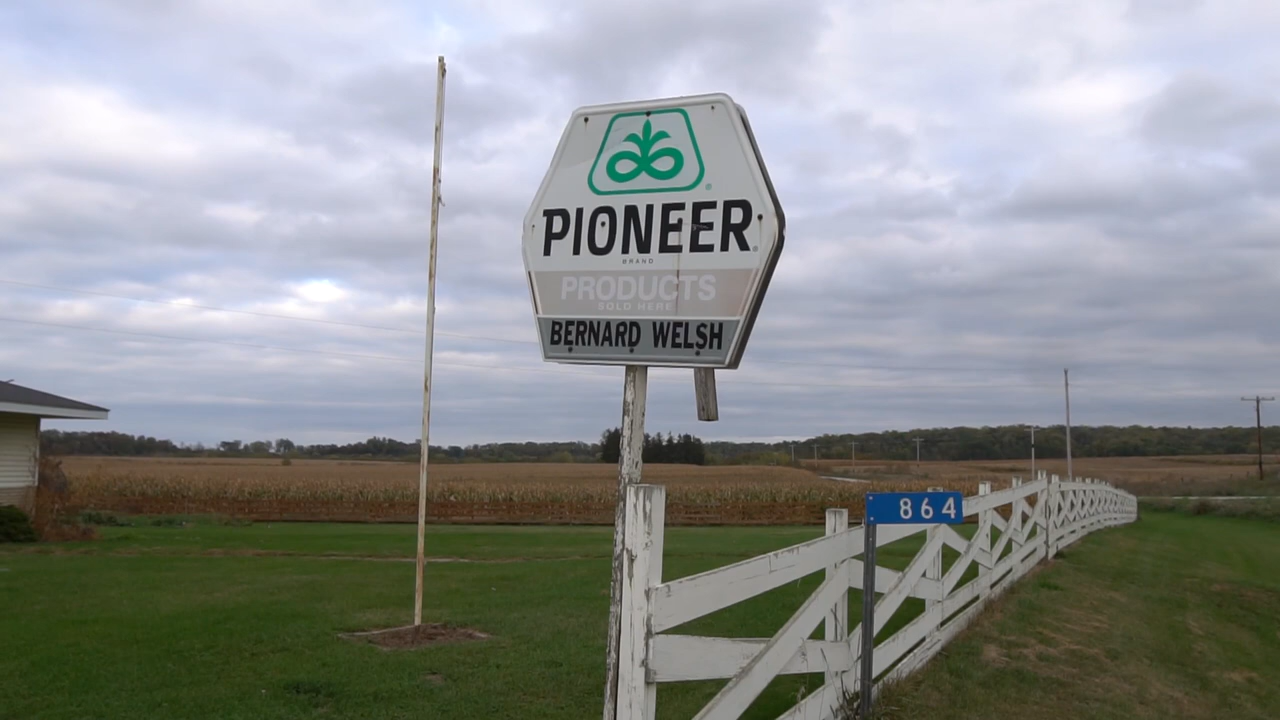 PIONEER®
BRAND
PRODUCTS
SOLD HERE
BERNARD WELSH
864